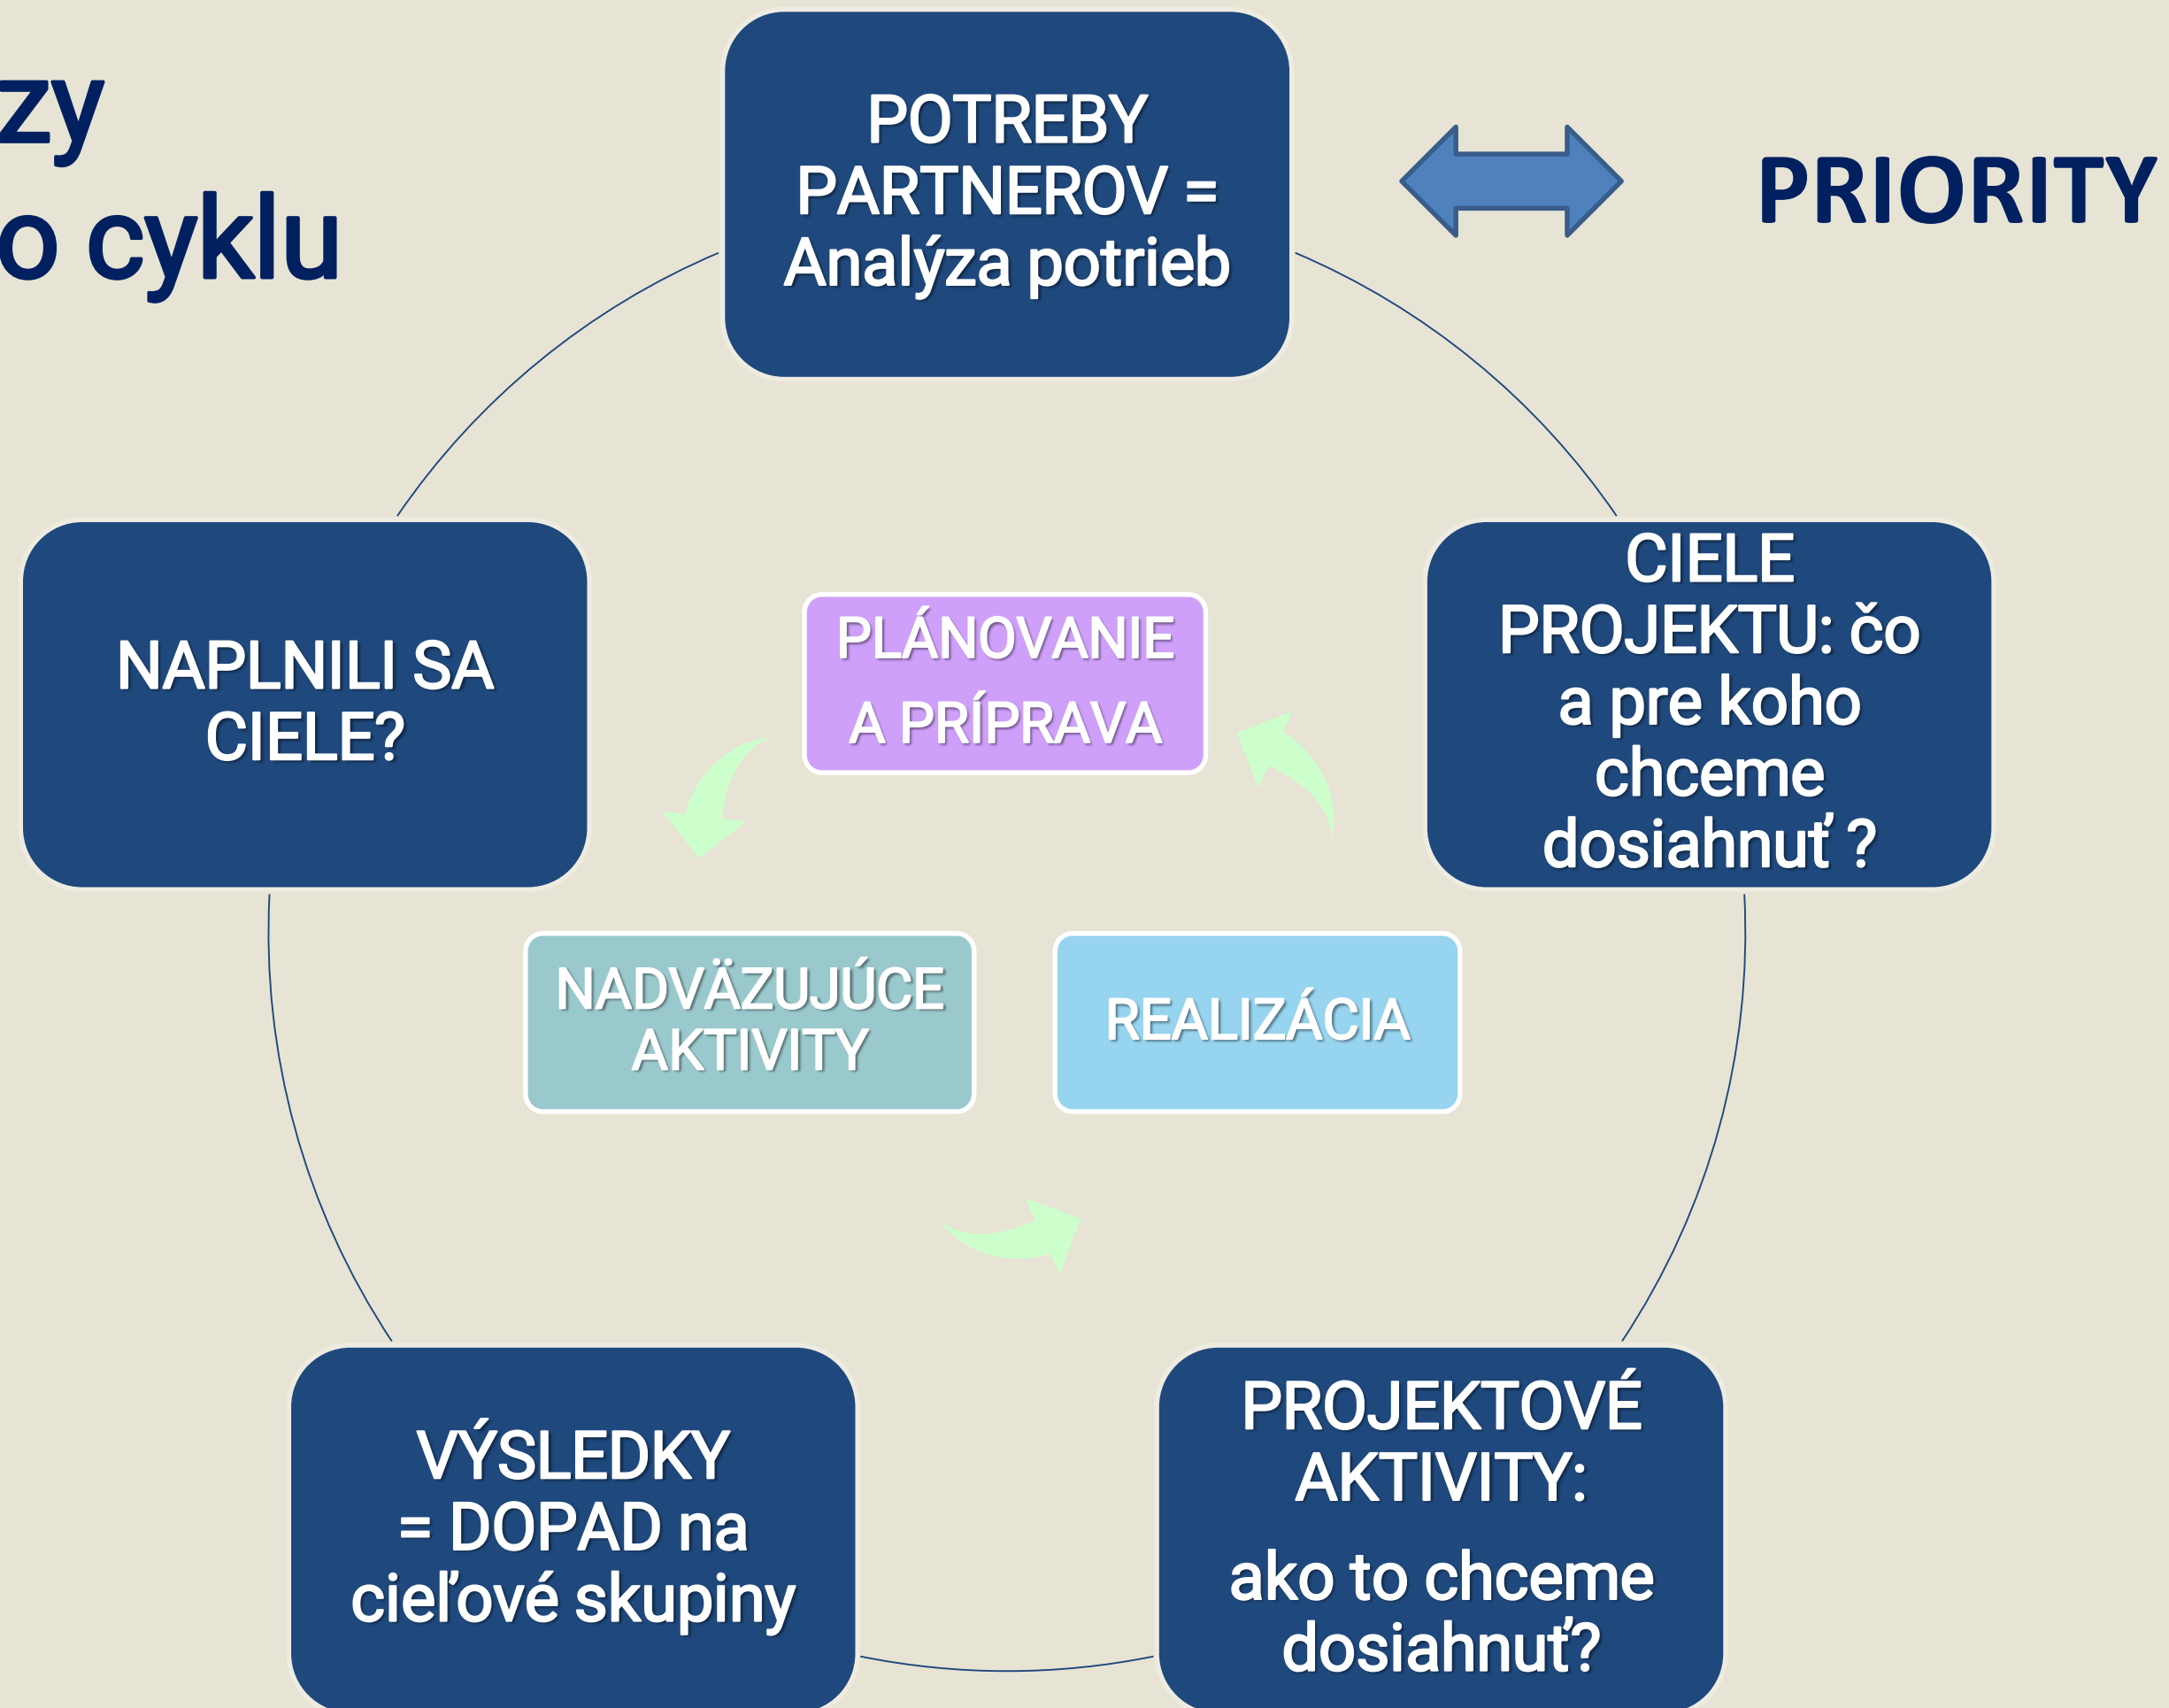 zy
o cyklu
POTREBY
PARTNEROV =
Analýza potrieb
PRIORITY
CIELE
PROJEKTU: čo
a pre koho
chceme
dosiahnuť ?
NAPLNILI SA
CIELE?
PLÁNOVANIE
A PRÍPRAVA
NADVÄZUJÚCE
AKTIVITY
REALIZÁCIA
VÝSLEDKY
= DOPAD na
cieľové skupiny
PROJEKTOVÉ
AKTIVITY:
ako to chceme
dosiahnuť?